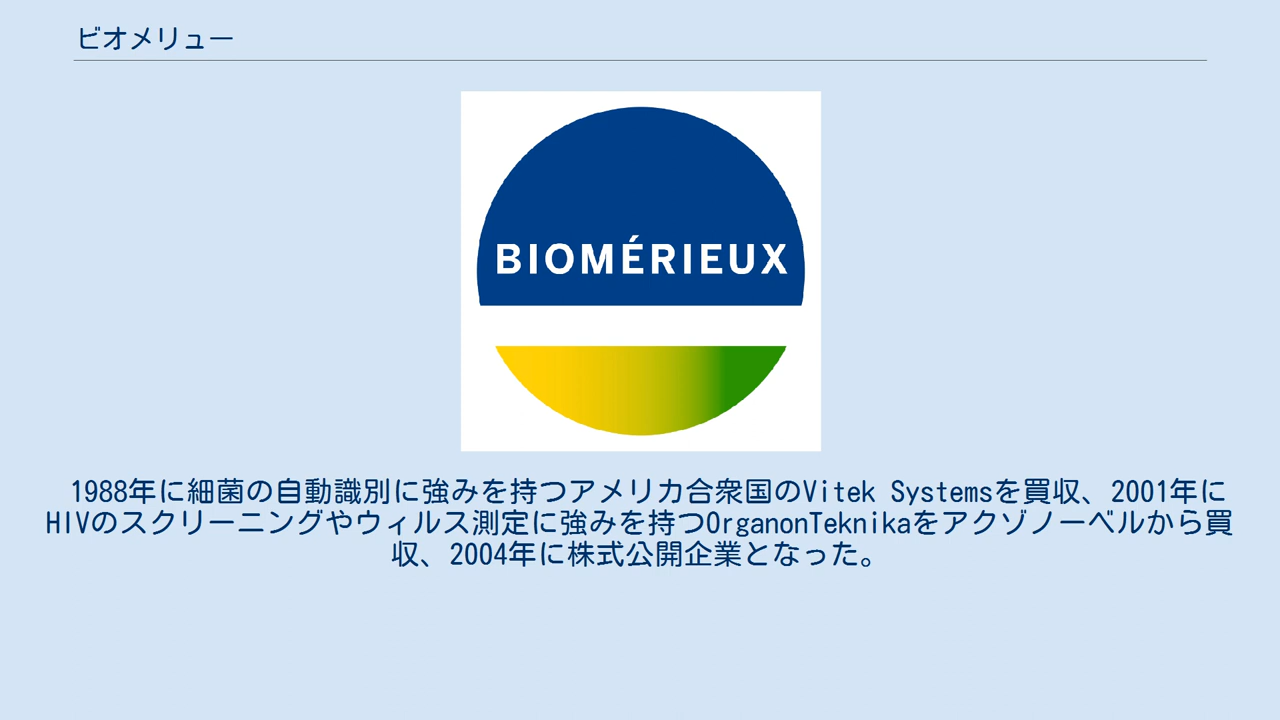 ビオメリュー
BIOMÉRIEUX
1988年に細菌の自動識別に強みを持つアメリカ合衆国のVitek Systemsを買収、2001年に
HIVのスクリーニングやウィルス測定に強みを持つOrganonTeknikaをアクゾノーベルから買
収、2004年に株式公開企業となった。